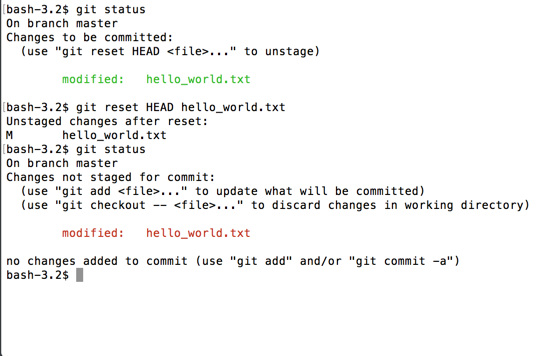 [bash-3.2$ git status
On branch master
Changes to be committed:
  (use "git reset HEAD <file>..." to unstage)

        modified:   hello_world.txt

[bash-3.2$ git reset HEAD hello_world.txt
Unstaged changes after reset:
M       hello_world.txt
[bash-3.2$ git status
On branch master
Changes not staged for commit:
  (use "git add <file>..." to update what will be committed)
  (use "git checkout -- <file>..." to discard changes in working directory)

        modified:   hello_world.txt

no changes added to commit (use "git add" and/or "git commit -a")
bash-3.2$